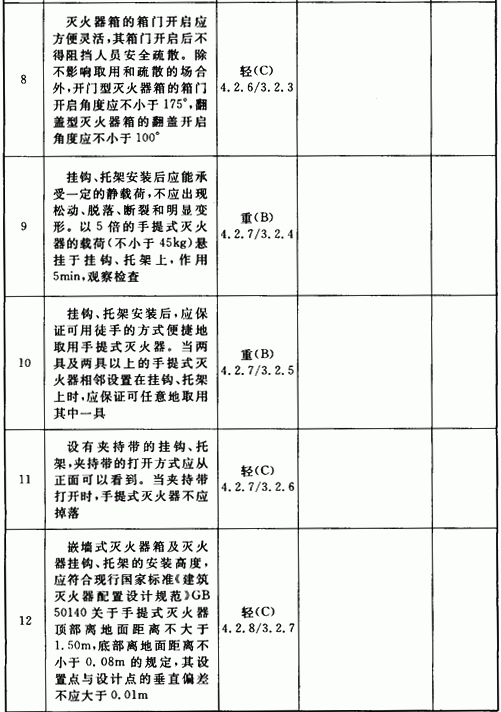 8
灭火器箱的箱门开启应
方便灵活,其箱门开启后不
得阻挡人员安全疏散。除
不影响取用和疏散的场合
外,开门型灭火器箱的箱门
开启角度应不小于175°,翻
盖型灭火器箱的翻盖开启
角度应不小于100°
轻(C)
4.2.6/3.2.3
9
挂钩、托架安装后应能承
受一定的静载荷,不应出现
松动、脱落、断裂和明显变
形。以5倍的手提式灭火
器的载荷(不小于45kg)悬
挂于挂钩、托架上,作用
5min,观察检查
重(B)
4.2.7/3.2.4
10
挂钩、托架安装后,应保
证可用徒手的方式便捷地
取用手提式灭火器。当两
具及两具以上的手提式灭
火器相邻设置在挂钩、托架
上时,应保证可任意地取用
其中一具
重(B)
4.2.7/3.2.5
11
设有夹持带的挂钩、托
架,夹持带的打开方式应从
正面可以看到。当夹持带
打开时,手提式灭火器不应
掉落
轻(C)
4.2.7/3.2.6
12
嵌墙式灭火器箱及灭火
器挂钩、托架的安装高度,
应符合现行国家标准《建筑
灭火器配置设计规范》GB
50140关于手提式灭火器
顶部离地面距离不大于
1.50m,底部离地面距离不
小于0.08m的规定,其设
置点与设计点的垂直偏差
不应大于0.01m
轻(C)
4.2.8/3.2.7